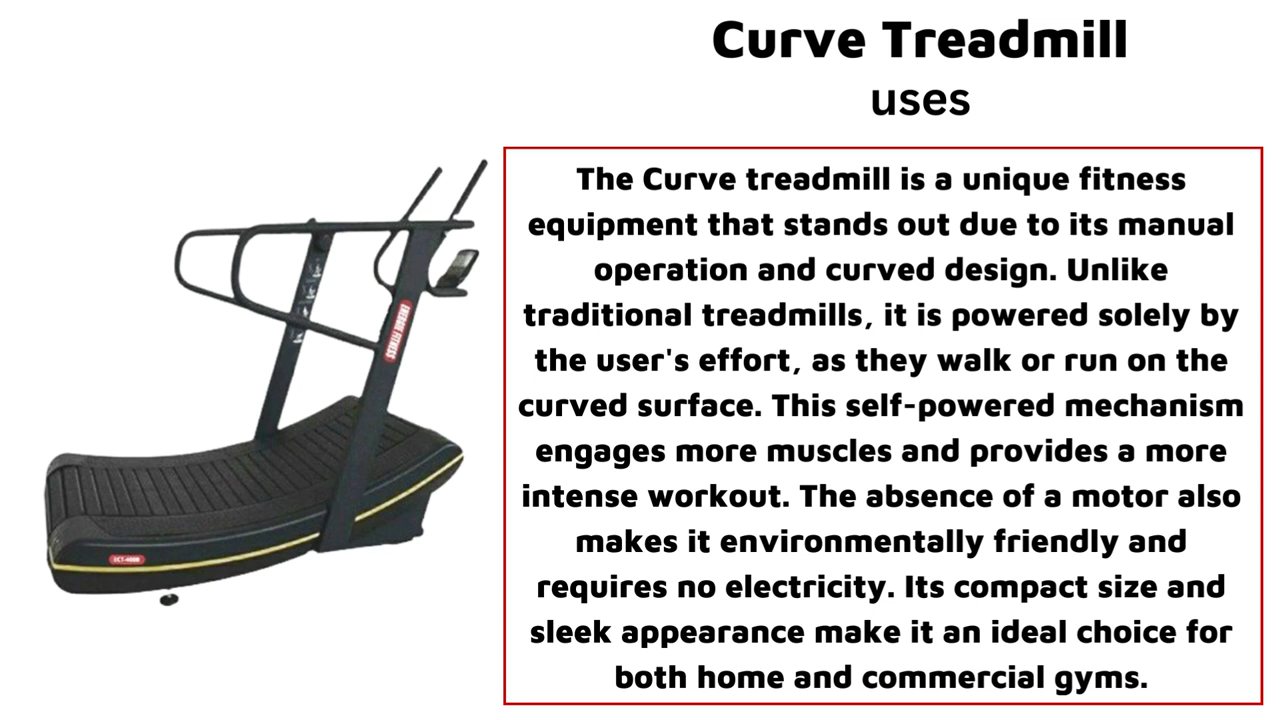 Curve Treadmill
uses
The Curve treadmill is a unique fitness
equipment that stands out due to its manual
operation and curved design. Unlike
traditional treadmills, it is powered solely by
the user's effort, as they walk or run on the
curved surface. This self-powered mechanism
engages more muscles and provides a more
intense workout. The absence of a motor also
makes it environmentally friendly and
requires no electricity. Its compact size and
sleek appearance make it an ideal choice for
both home and commercial gyms.
ENERGIE FITNESS